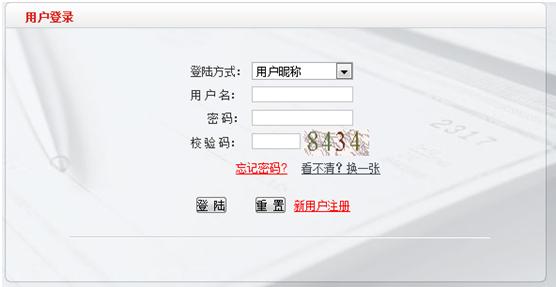 用户登录
登陆方式： 用户昵称
用 户 名：
密 码：
校 验 码： 8434
忘记密码？ 看不清？换一张
登 陆 重 置 新用户注册
2317